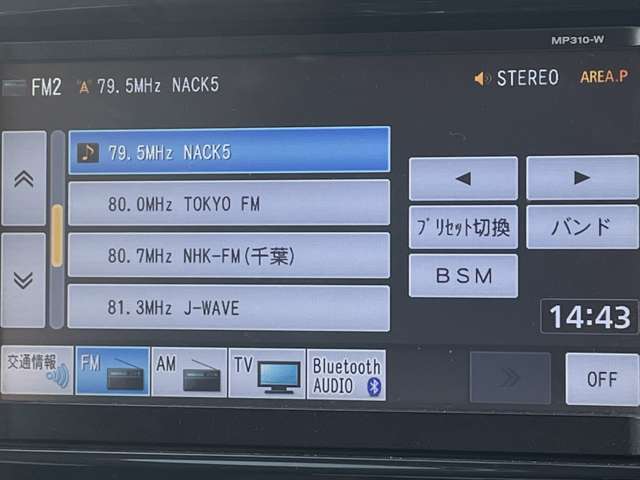 MP310-W
FM2 79.5MHz NACK5 STEREO AREA.P
79.5MHz NACK5
80.0MHz TOKYO FM
80.7MHz NHK-FM(千葉)
81.3MHz J-WAVE
ﾌﾟﾘｾｯﾄ切換 バンド
BSM
14:43
交通情報 FM AM TV Bluetooth
AUDIO
OFF